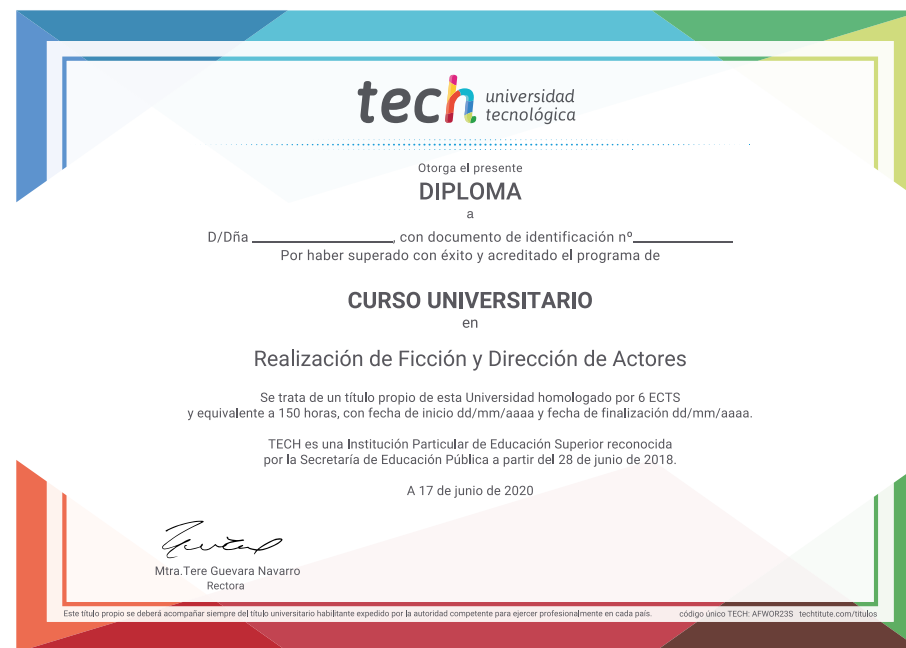 tech universidad
tecnológica
Otorga el presente
DIPLOMA
a
D/Dña ____________________, con documento de identificación nº______________
Por haber superado con éxito y acreditado el programa de
CURSO UNIVERSITARIO
en
Realización de Ficción y Dirección de Actores
Se trata de un título propio de esta Universidad homologado por 6 ECTS
y equivalente a 150 horas, con fecha de inicio dd/mm/aaaa y fecha de finalización dd/mm/aaaa.
TECH es una Institución Particular de Educación Superior reconocida
por la Secretaría de Educación Pública a partir del 28 de junio de 2018.
A 17 de junio de 2020
Mtra.Tere Guevara Navarro
Rectora
Este título propio se deberá acompañar siempre del título universitario habilitante expedido por la autoridad competente para ejercer profesionalmente en cada país. código único TECH: AFWOR23S techtitute.com/titulos